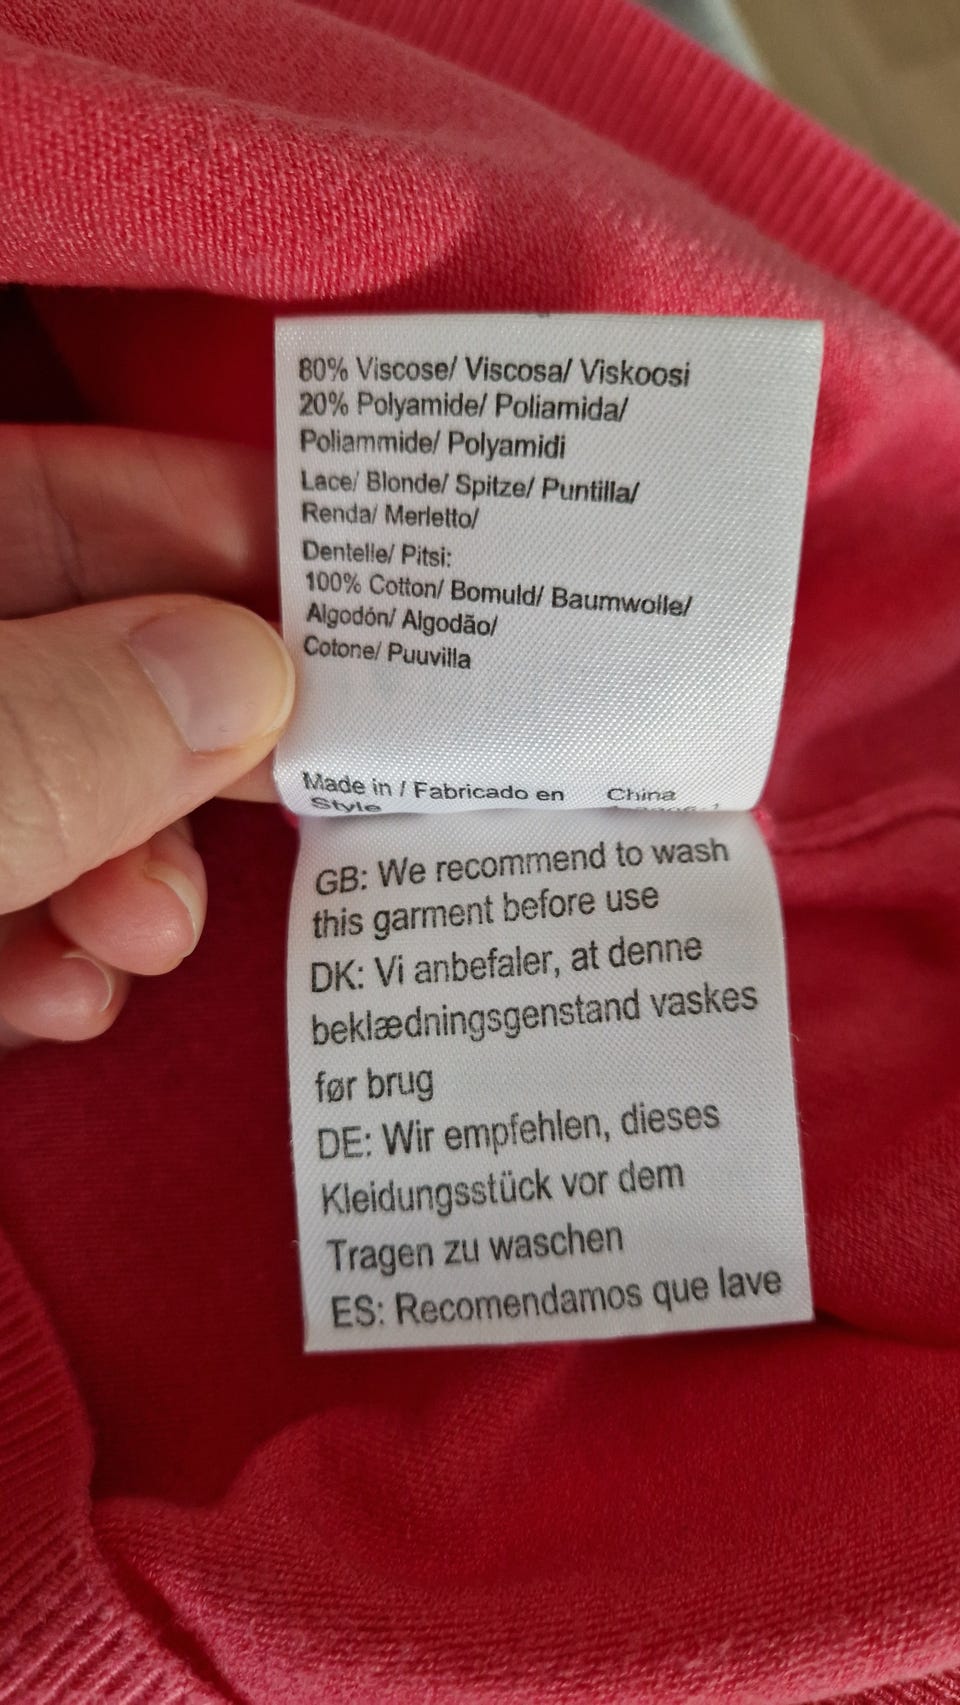 80% Viscose/ Viscosa/ Viskoosi
20% Polyamide/ Poliamida/
Poliammide/ Polyamidi
Lace/ Blonde/ Spitze/ Puntilla/
Renda/ Merletto/
Dentelle/ Pitsi:
100% Cotton/ Bomuld/ Baumwolle/
Algodón/ Algodão/
Cotone/ Puuvilla
Made in / Fabricado en China
Style
GB: We recommend to wash
this garment before use
DK: Vi anbefaler, at denne
beklædningsgenstand vaskes
før brug
DE: Wir empfehlen, dieses
Kleidungsstück vor dem
Tragen zu waschen
ES: Recomendamos que lave